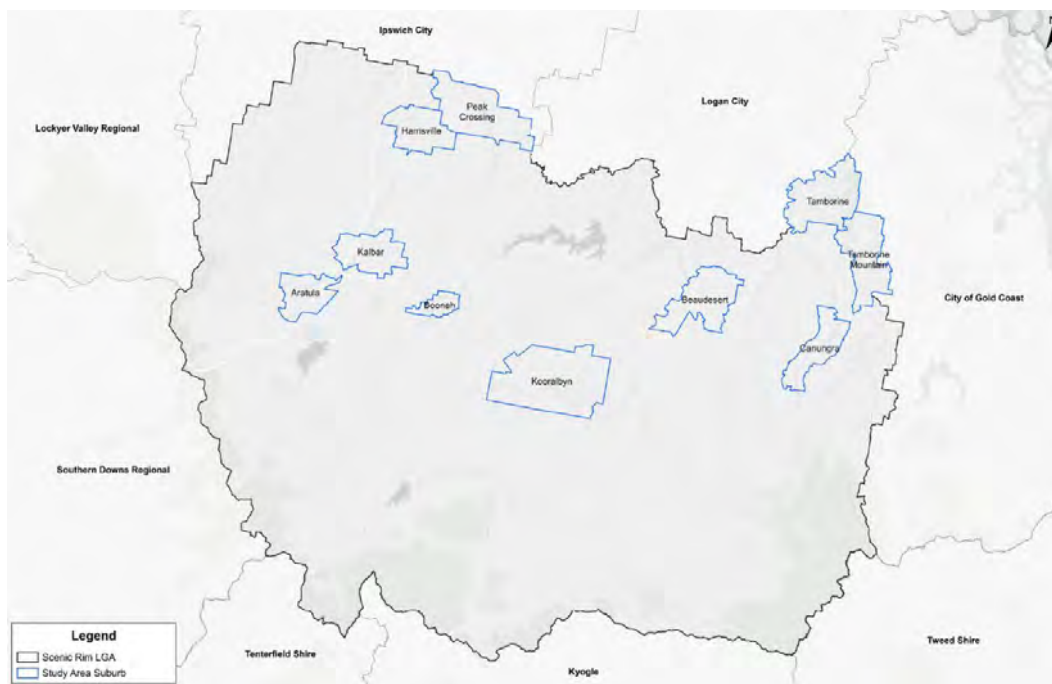 Ipswich City
Logan City
Lockyer Valley Regional
Peak
Crossing
Harrisville
Tamborine
Kalbar
Tamborine
Mountain
Aratula
Boonah
Beaudesert
City of Gold Coast
Canungra
Kooralbyn
Southern Downs Regional
Legend
Scenic Rim LGA
Study Area Suburb
Tenterfield Shire
Kyogle
Tweed Shire